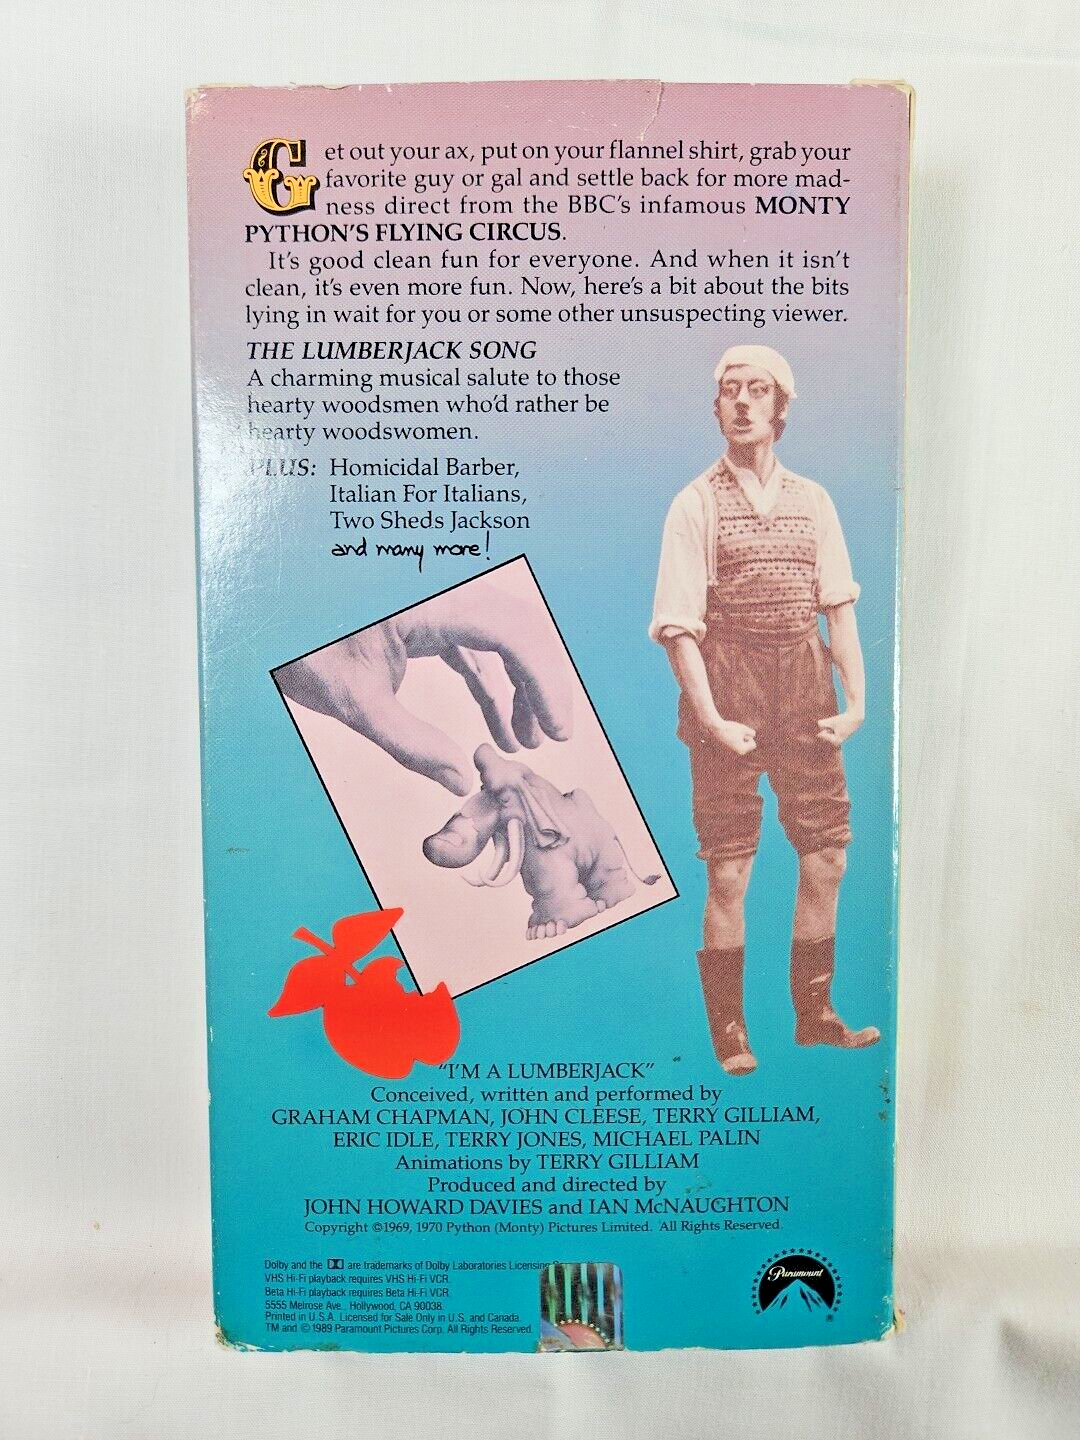 Get out your ax, put on your flannel shirt, grab your
favorite guy or gal and settle back for more mad-
ness direct from the BBC's infamous MONTY
PYTHON'S FLYING CIRCUS.
It's good clean fun for everyone. And when it isn't
clean, it's even more fun. Now, here's a bit about the bits
lying in wait for you or some other unsuspecting viewer.
THE LUMBERJACK SONG
A charming musical salute to those
hearty woodsmen who'd rather be
hearty woodswomen.
PLUS: Homicidal Barber,
Italian For Italians,
Two Sheds Jackson
and many more!
"I'M A LUMBERJACK"
Conceived, written and performed by
GRAHAM CHAPMAN, JOHN CLEESE, TERRY GILLIAM,
ERIC IDLE, TERRY JONES, MICHAEL PALIN
Animations by TERRY GILLIAM
Produced and directed by
JOHN HOWARD DAVIES and IAN McNAUGHTON
Copyright ©1969, 1970 Python (Monty) Pictures Limited. All Rights Reserved.
Dolby and the are trademarks of Dolby Laboratories Licensing
VHS Hi-Fi playback requires VHS Hi-Fi VCR.
Beta Hi-Fi playback requires Beta Hi-Fi VCR.
5555 Melrose Ave., Hollywood, CA 90038.
Printed in U.S.A. Licensed for Sale Only in U.S. and Canada.
TM and ©1989 Paramount Pictures Corp. All Rights Reserved.
Paramount
®